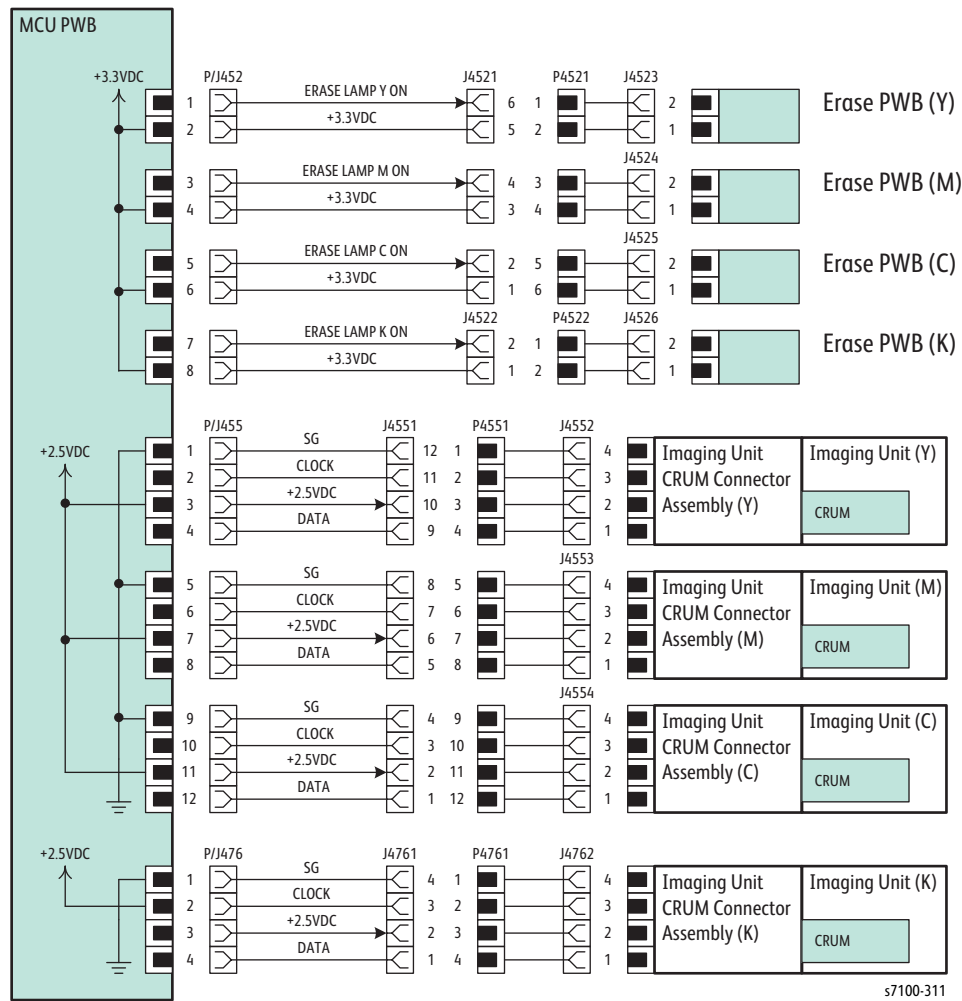 MCU PWB
+3.3VDC P/J452 J4521 P4521 J4523
1 ERASE LAMP Y ON 6 1 2 Erase PWB (Y)
2 +3.3VDC 5 2 1
J4524
3 ERASE LAMP M ON 4 3 2 Erase PWB (M)
4 +3.3VDC 3 4 1
J4525
5 ERASE LAMP C ON 2 5 2 Erase PWB (C)
6 +3.3VDC 1 6 1
J4522 P4522 J4526
7 ERASE LAMP K ON 2 1 2 Erase PWB (K)
8 +3.3VDC 1 2 1
+2.5VDC P/J455 J4551 P4551 J4552
1 SG 12 1 4 Imaging Unit Imaging Unit (Y)
2 CLOCK 11 2 3 CRUM Connector
3 +2.5VDC 10 3 2 Assembly (Y) CRUM
4 DATA 9 4 1
J4553
5 SG 8 5 4 Imaging Unit Imaging Unit (M)
6 CLOCK 7 6 3 CRUM Connector
7 +2.5VDC 6 7 2 Assembly (M) CRUM
8 DATA 5 8 1
J4554
9 SG 4 9 4 Imaging Unit Imaging Unit (C)
10 CLOCK 3 10 3 CRUM Connector
11 +2.5VDC 2 11 2 Assembly (C) CRUM
12 DATA 1 12 1
+2.5VDC P/J476 J4761 P4761 J4762
1 SG 4 1 4 Imaging Unit Imaging Unit (K)
2 CLOCK 3 2 3 CRUM Connector
3 +2.5VDC 2 3 2 Assembly (K) CRUM
4 DATA 1 4 1
s7100-311